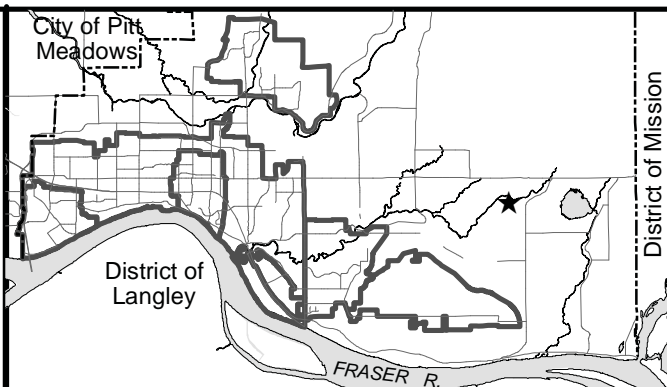 City of Pitt
Meadows
District of Mission
District of
Langley
FRASER R.